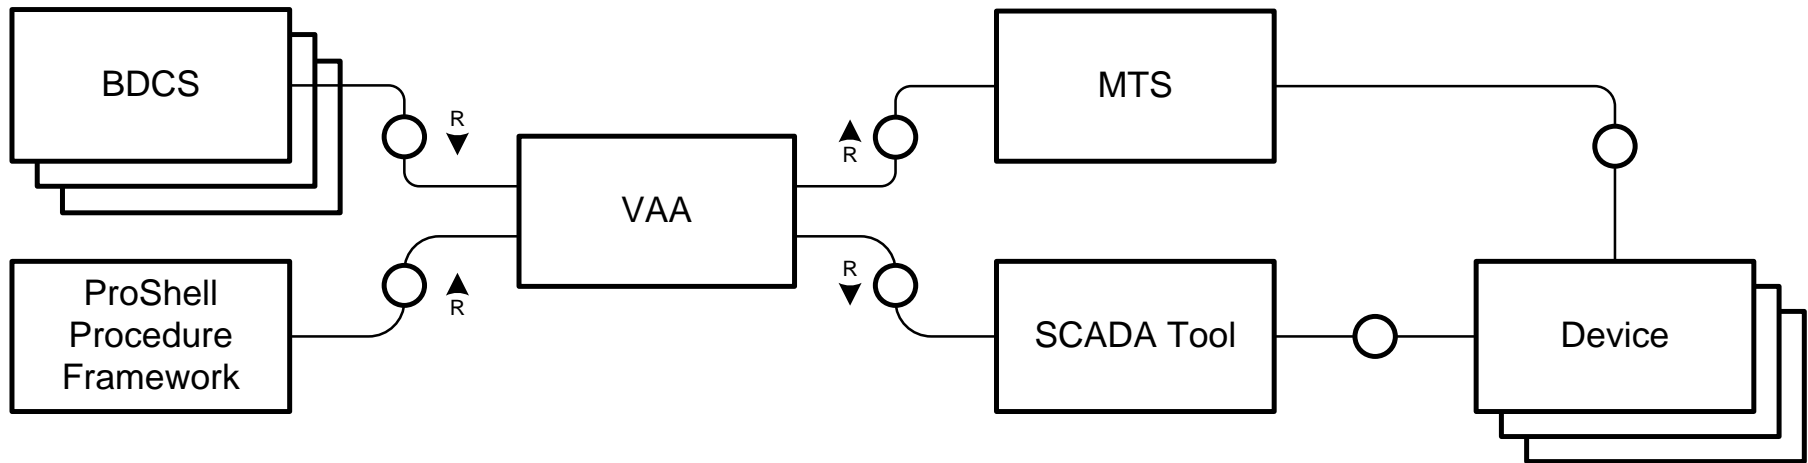 BDCS
R
VAA
R
MTS
ProShell
Procedure
Framework
R
R
SCADA Tool
Device